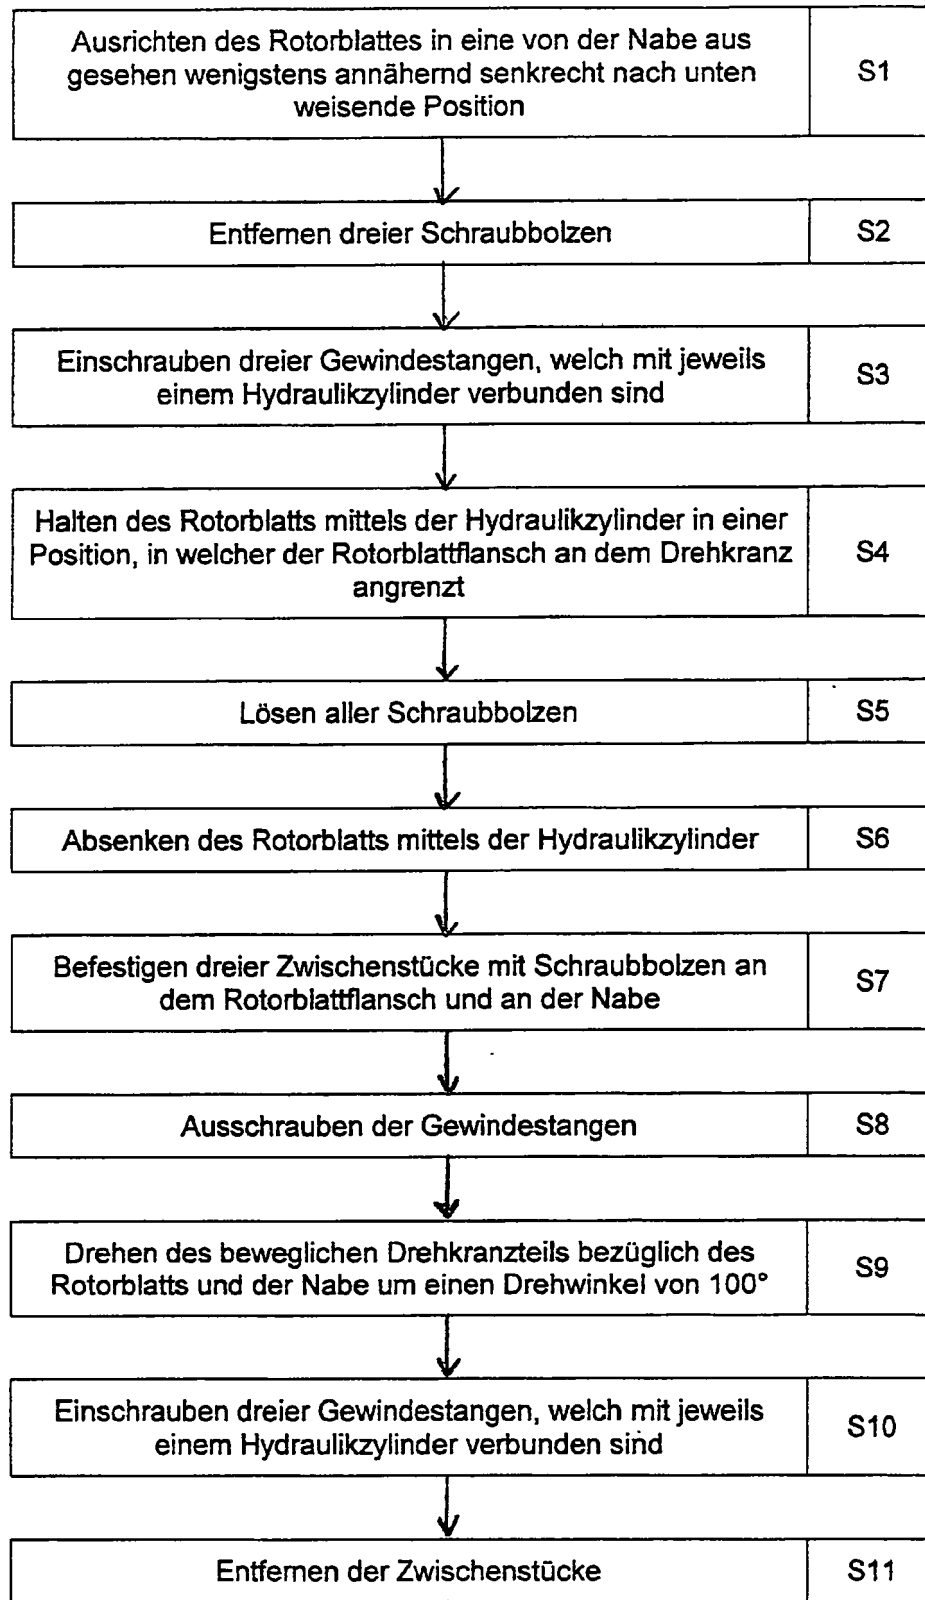 Ausrichten des Rotorblattes in eine von der Nabe aus
gesehen wenigstens annähernd senkrecht nach unten
weisende Position
S1
Entfernen dreier Schraubbolzen
S2
Einschrauben dreier Gewindestangen, welch mit jeweils
einem Hydraulikzylinder verbunden sind
S3
Halten des Rotorblatts mittels der Hydraulikzylinder in einer
Position, in welcher der Rotorblattflansch an dem Drehkranz
angrenzt
S4
Lösen aller Schraubbolzen
S5
Absenken des Rotorblatts mittels der Hydraulikzylinder
S6
Befestigen dreier Zwischenstücke mit Schraubbolzen an
dem Rotorblattflansch und an der Nabe
S7
Ausschrauben der Gewindestangen
S8
Drehen des beweglichen Drehkranzteils bezüglich des
Rotorblatts und der Nabe um einen Drehwinkel von 100°
S9
Einschrauben dreier Gewindestangen, welch mit jeweils
einem Hydraulikzylinder verbunden sind
S10
Entfernen der Zwischenstücke
S11